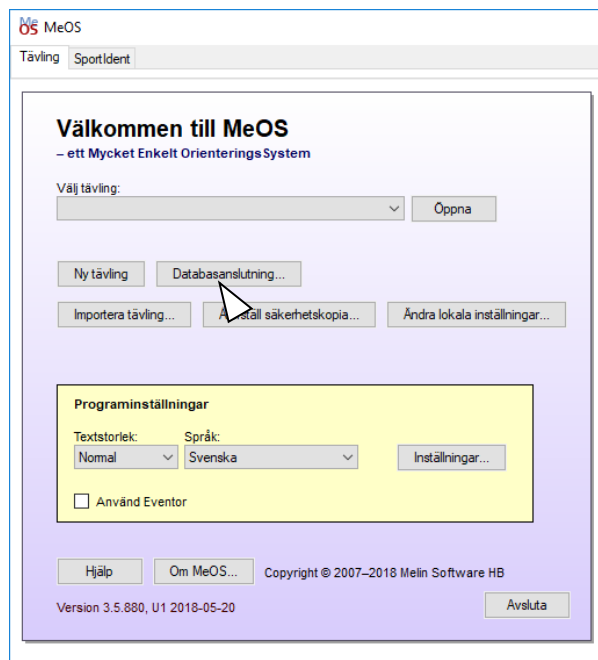 MeOS MeOS
Tävling SportIdent
Välkommen till MeOS
– ett Mycket Enkelt OrienteringsSystem
Välj tävling:
Öppna
Ny tävling Databasanslutning...
Importera tävling... säkerhetskopia... Ändra lokala inställningar...
Programinställningar
Textstorlek: Språk:
Normal Svenska Inställningar...
Använd Eventor
Hjälp Om MeOS... Copyright © 2007–2018 Melin Software HB
Version 3.5.880, U1 2018-05-20 Avsluta